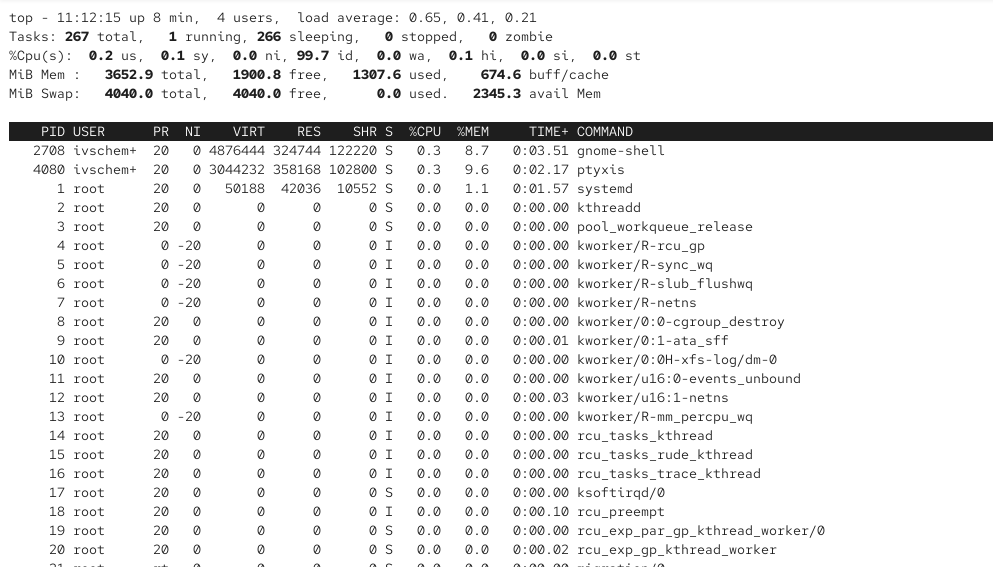 top - 11:12:15 up 8 min,  4 users,  load average: 0.65, 0.41, 0.21
Tasks: 267 total,   1 running, 266 sleeping,   0 stopped,   0 zombie
%Cpu(s):  0.2 us,  0.1 sy,  0.0 ni, 99.7 id,  0.0 wa,  0.1 hi,  0.0 si,  0.0 st
MiB Mem :   3652.9 total,   1900.8 free,   1307.6 used,    674.6 buff/cache
MiB Swap:   4040.0 total,   4040.0 free,      0.0 used.   2345.3 avail Mem
PID USER      PR  NI    VIRT    RES    SHR S  %CPU  %MEM     TIME+ COMMAND
2708 ivschem+  20   0 4876444 324744 122220 S   0.3   8.7   0:03.51 gnome-shell
4080 ivschem+  20   0 3044232 358168 102800 S   0.3   9.6   0:02.17 ptyxis
1 root      20   0   50188  42036  10552 S   0.0   1.1   0:01.57 systemd
2 root      20   0       0      0      0 S   0.0   0.0   0:00.00 kthreadd
3 root      20   0       0      0      0 S   0.0   0.0   0:00.00 pool_workqueue_release
4 root       0 -20       0      0      0 I   0.0   0.0   0:00.00 kworker/R-rcu_gp
5 root       0 -20       0      0      0 I   0.0   0.0   0:00.00 kworker/R-sync_wq
6 root       0 -20       0      0      0 I   0.0   0.0   0:00.00 kworker/R-slub_flushwq
7 root       0 -20       0      0      0 I   0.0   0.0   0:00.00 kworker/R-netns
8 root      20   0       0      0      0 I   0.0   0.0   0:00.00 kworker/0:0-cgroup_destroy
9 root      20   0       0      0      0 I   0.0   0.0   0:00.01 kworker/0:1-ata_sff
10 root       0 -20       0      0      0 I   0.0   0.0   0:00.00 kworker/0:0H-xfs-log/dm-0
11 root      20   0       0      0      0 I   0.0   0.0   0:00.00 kworker/u16:0-events_unbound
12 root      20   0       0      0      0 I   0.0   0.0   0:00.03 kworker/u16:1-netns
13 root       0 -20       0      0      0 I   0.0   0.0   0:00.00 kworker/R-mm_percpu_wq
14 root      20   0       0      0      0 I   0.0   0.0   0:00.00 rcu_tasks_kthread
15 root      20   0       0      0      0 I   0.0   0.0   0:00.00 rcu_tasks_rude_kthread
16 root      20   0       0      0      0 I   0.0   0.0   0:00.00 rcu_tasks_trace_kthread
17 root      20   0       0      0      0 S   0.0   0.0   0:00.00 ksoftirqd/0
18 root      20   0       0      0      0 I   0.0   0.0   0:00.10 rcu_preempt
19 root      20   0       0      0      0 S   0.0   0.0   0:00.00 rcu_exp_par_gp_kthread_worker/0
20 root      20   0       0      0      0 S   0.0   0.0   0:00.02 rcu_exp_gp_kthread_worker